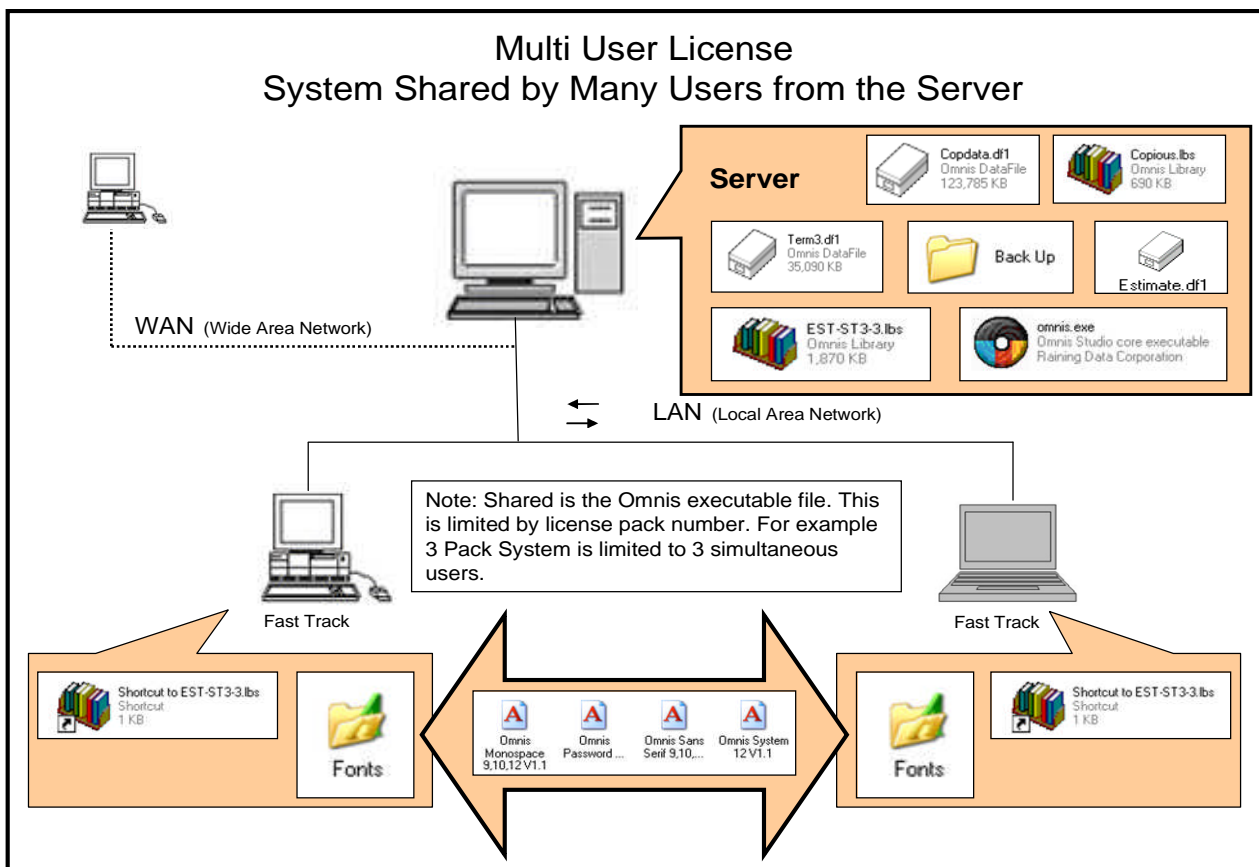 Multi User License
System Shared by Many Users from the Server
Server
Copdata.df1
Omnis DataFile
123,785 KB
Copious.lbs
Omnis Library
690 KB
Term3.df1
Omnis DataFile
35,090 KB
Back Up
Estimate.df1
EST-ST3-3.lbs
Omnis Library
1,870 KB
omnis.exe
Omnis Studio core executable
Raining Data Corporation
WAN (Wide Area Network)
LAN (Local Area Network)
Note: Shared is the Omnis executable file. This
is limited by license pack number. For example
3 Pack System is limited to 3 simultaneous
users.
Fast Track
Fast Track
Shortcut to EST-ST3-3.lbs
Shortcut
1 KB
Fonts
Omnis
Monospace
9,10,12 V1.1
Omnis
Password ...
Omnis Sans
Serif 9,10,...
Omnis System
12 V1.1
Fonts
Shortcut to EST-ST3-3.lbs
Shortcut
1 KB